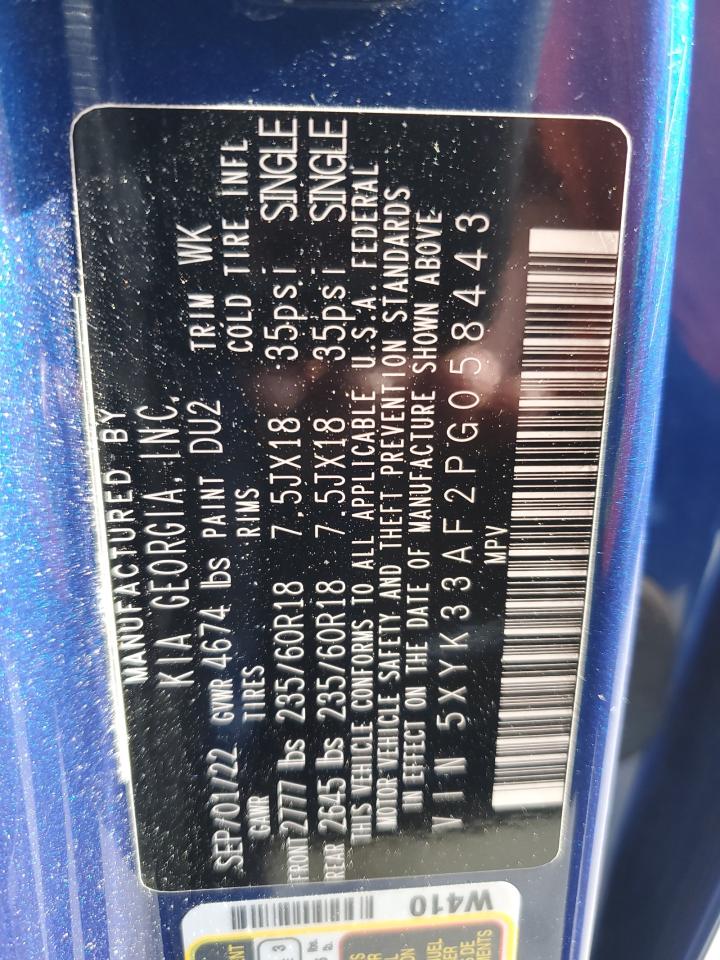 MANUFACTURED BY
KIA GEORGIA, INC.
SEP/01/22 GVWR 4674 lbs PAINT DU2 TRIM WK
GAWR TIRES RIMS COLD TIRE INFL
FRONT 2777 lbs 235/60R18 7.5JX18 35psi SINGLE
REAR 2645 lbs 235/60R18 7.5JX18 35psi SINGLE
THIS VEHICLE CONFORMS TO ALL APPLICABLE U.S.A. FEDERAL
MOTOR VEHICLE SAFETY AND THEFT PREVENTION STANDARDS
IN EFFECT ON THE DATE OF MANUFACTURE SHOWN ABOVE
VIN 5XYK33AF2PG058443
MPV
W410